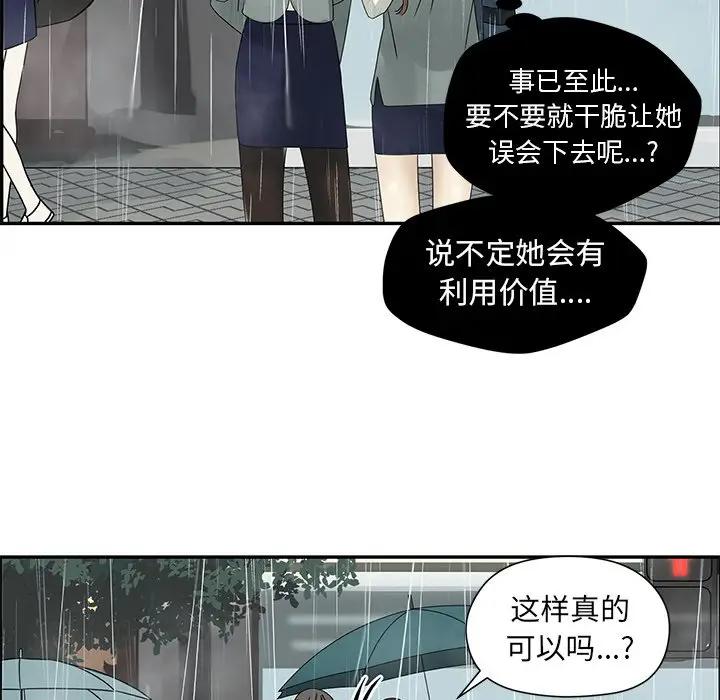 事已至此...
要不要就干脆让她
误会下去呢...?
说不定她会有
利用价值....
这样真的
可以吗...?